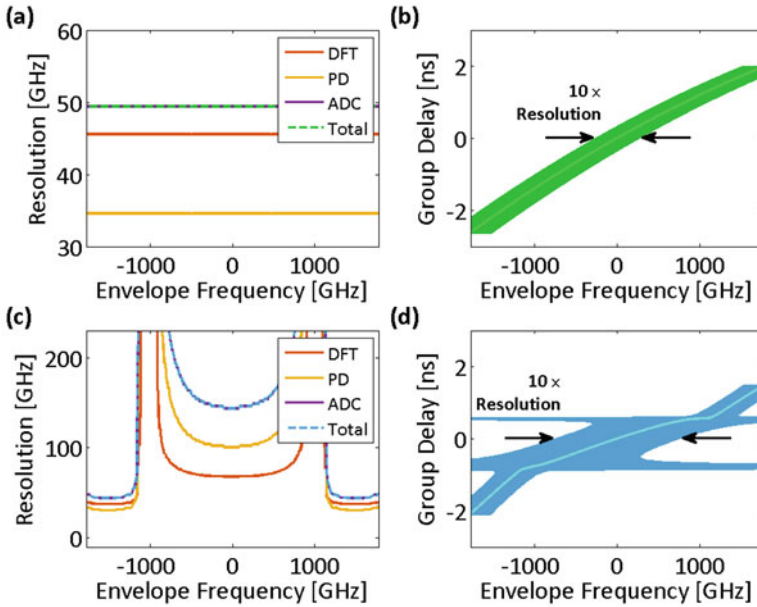 (a)
60
50
40
30
Resolution [GHz]
DFT
PD
ADC
Total
-1000 0 1000
Envelope Frequency [GHz]
(b)
2
0
-2
Group Delay [ns]
10 ×
Resolution
-1000 0 1000
Envelope Frequency [GHz]
(c)
200
100
0
Resolution [GHz]
DFT
PD
ADC
Total
-1000 0 1000
Envelope Frequency [GHz]
(d)
2
0
-2
Group Delay [ns]
10 ×
Resolution
-1000 0 1000
Envelope Frequency [GHz]